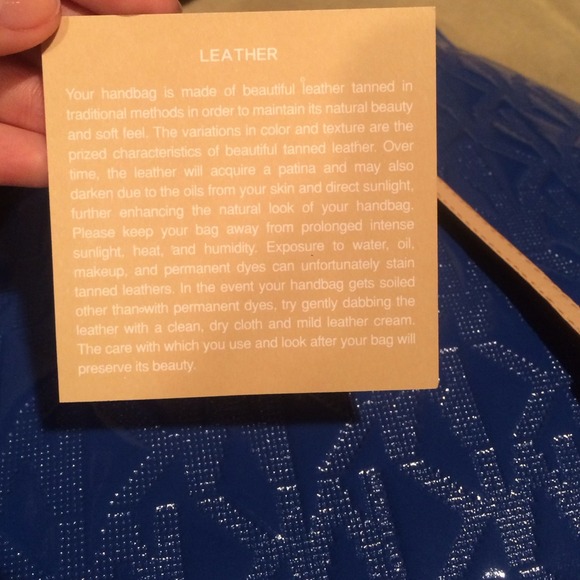 LEATHER
Your handbag is made of beautiful leather tanned in
traditional methods in order to maintain its natural beauty
and soft feel. The variations in color and texture are the
prized characteristics of beautiful tanned leather. Over
time, the leather will acquire a patina and may also
darken due to the oils from your skin and direct sunlight,
further enhancing the natural look of your handbag.
Please keep your bag away from prolonged intense
sunlight, heat, and humidity. Exposure to water, oil,
makeup, and permanent dyes can unfortunately stain
tanned leathers. In the event your handbag gets soiled
other than with permanent dyes, try gently dabbing the
leather with a clean, dry cloth and mild leather cream.
The care with which you use and look after your bag will
preserve its beauty.